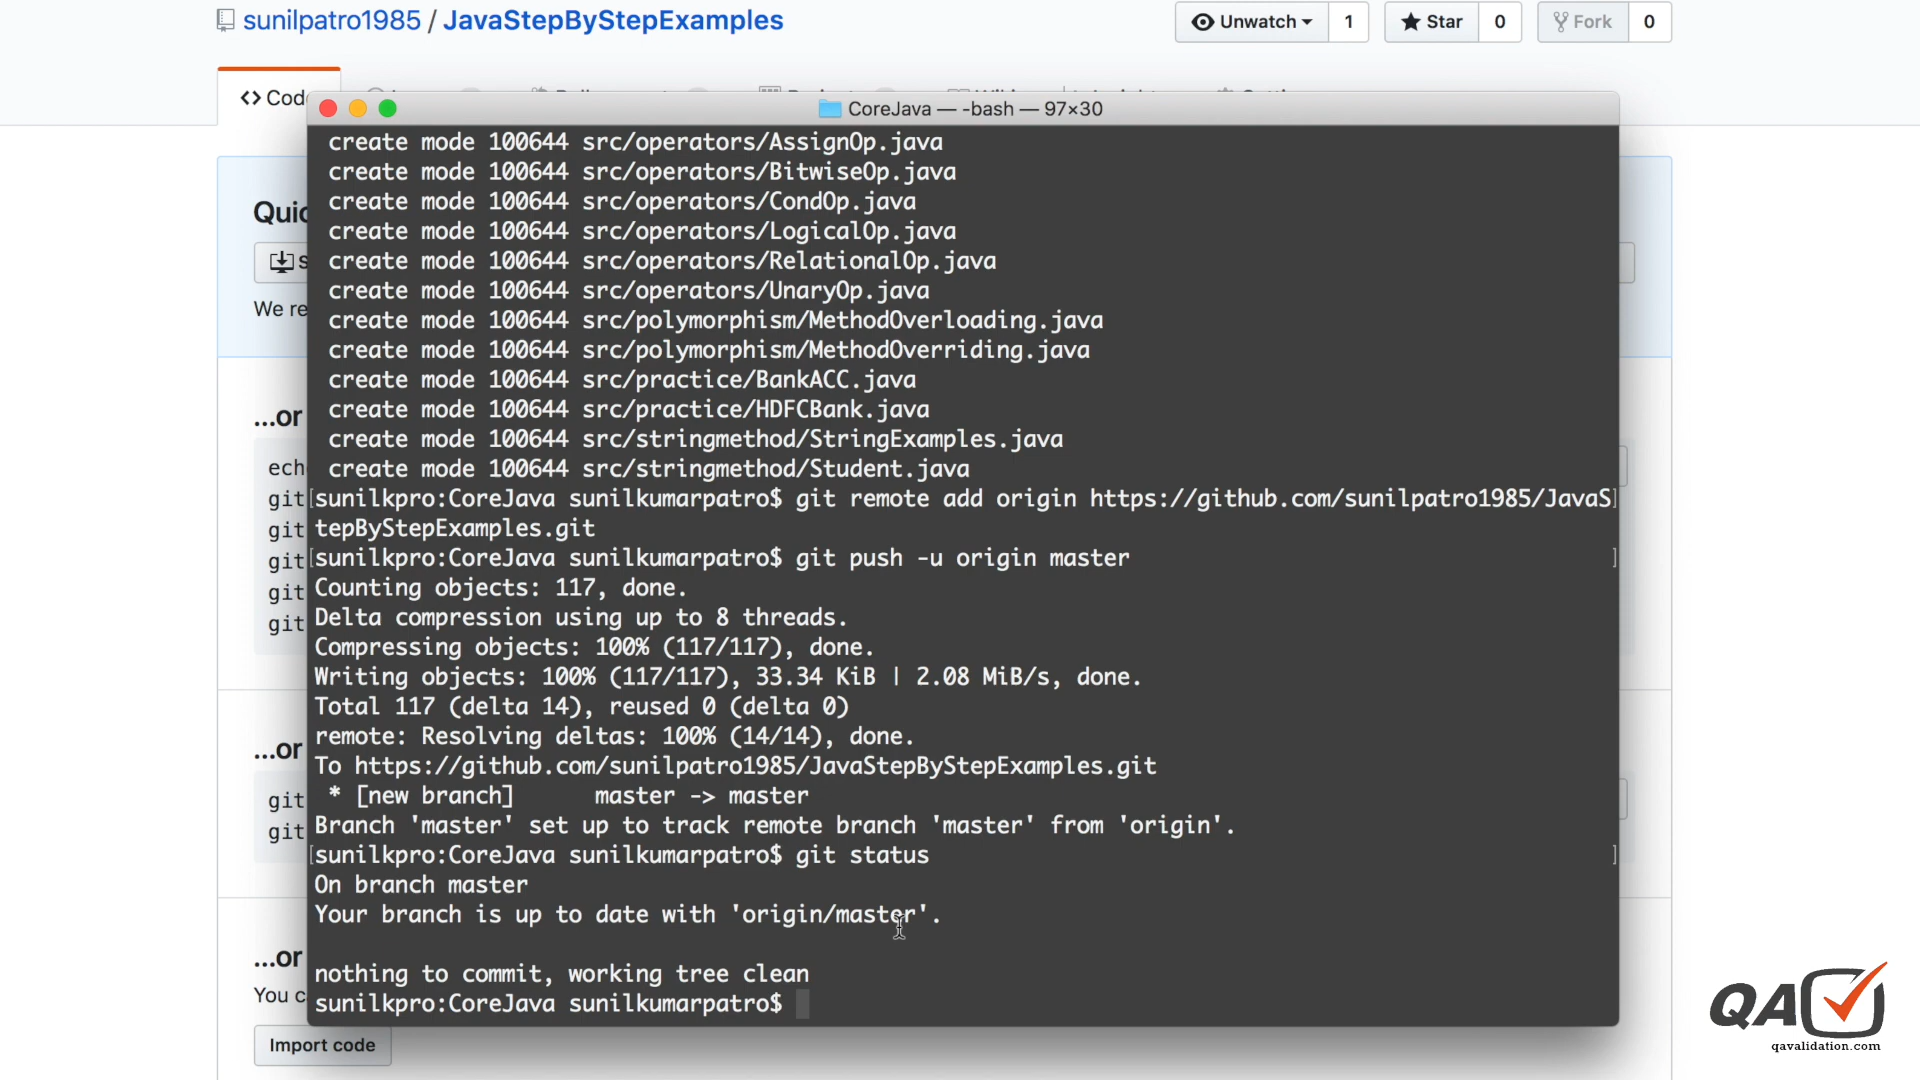 sunilpatro1985 / JavaStepByStepExamples
Unwatch 1 Star 0 Fork 0
CoreJava — -bash — 97×30
create mode 100644 src/operators/AssignOp.java
create mode 100644 src/operators/BitwiseOp.java
create mode 100644 src/operators/CondOp.java
create mode 100644 src/operators/LogicalOp.java
create mode 100644 src/operators/RelationalOp.java
create mode 100644 src/operators/UnaryOp.java
create mode 100644 src/polymorphism/MethodOverloading.java
create mode 100644 src/polymorphism/MethodOverriding.java
create mode 100644 src/practice/BankACC.java
create mode 100644 src/practice/HDFCBank.java
create mode 100644 src/stringmethod/StringExamples.java
create mode 100644 src/stringmethod/Student.java
[sunilkpro:CoreJava sunilkumarpatro$ git remote add origin https://github.com/sunilpatro1985/JavaS]
tepByStepExamples.git
[sunilkpro:CoreJava sunilkumarpatro$ git push -u origin master ]
Counting objects: 117, done.
Delta compression using up to 8 threads.
Compressing objects: 100% (117/117), done.
Writing objects: 100% (117/117), 33.34 KiB | 2.08 MiB/s, done.
Total 117 (delta 14), reused 0 (delta 0)
remote: Resolving deltas: 100% (14/14), done.
To https://github.com/sunilpatro1985/JavaStepByStepExamples.git
* [new branch] master -> master
Branch 'master' set up to track remote branch 'master' from 'origin'.
[sunilkpro:CoreJava sunilkumarpatro$ git status ]
On branch master
Your branch is up to date with 'origin/master'.
nothing to commit, working tree clean
sunilkpro:CoreJava sunilkumarpatro$
...or
git
git
git
git
git
...or
git
git
...or
Import code
QA
qavalidation.com